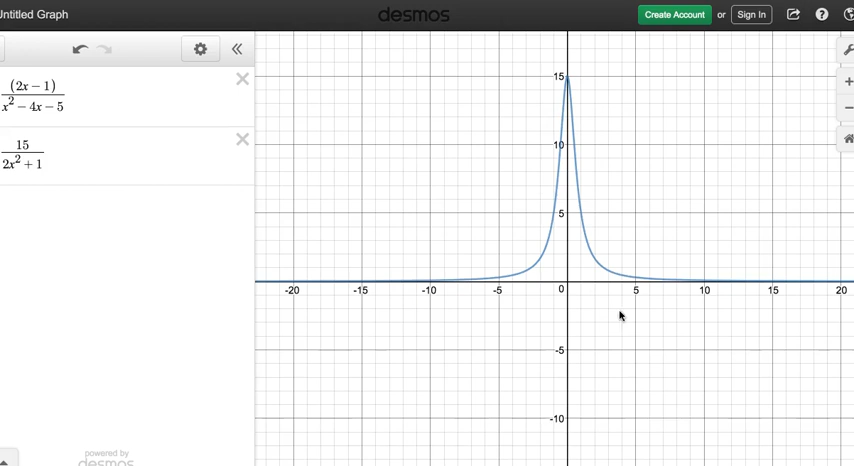 Untitled Graph
desmos
Create Account or Sign In
(2x − 1)
x² − 4x − 5
15
2x² + 1
powered by
desmos
15
10
5
-20 -15 -10 -5 0 5 10 15 20
-5
-10